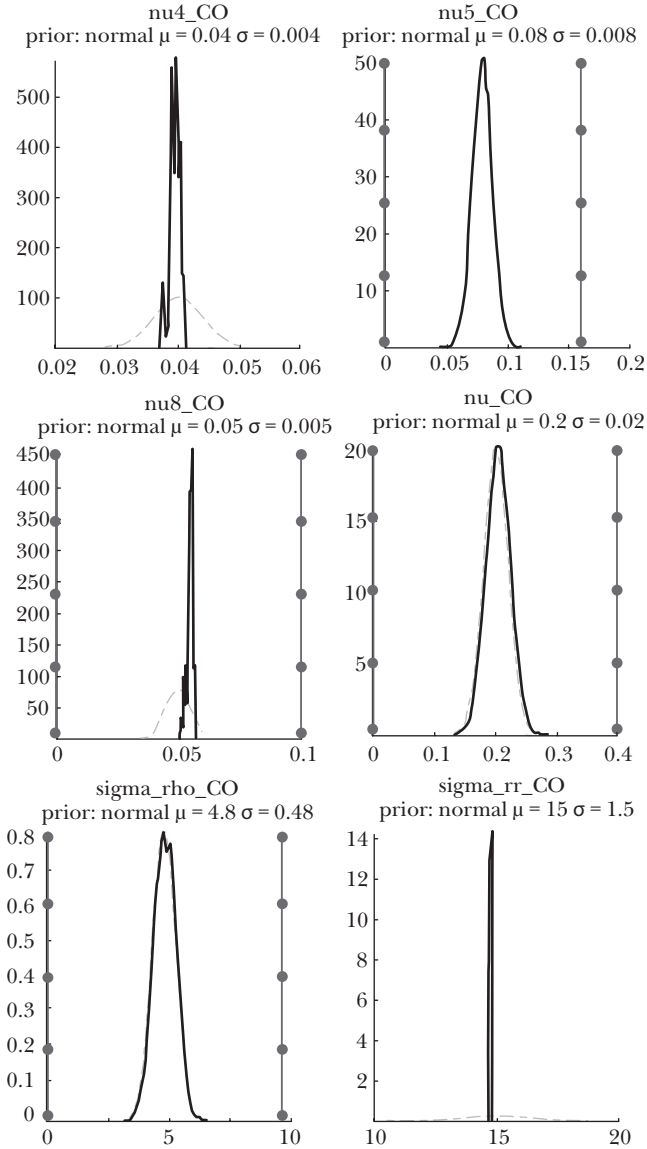 nu4_CO
prior: normal μ = 0.04 σ = 0.004
500
400
300
200
100
0.02 0.03 0.04 0.05 0.06
nu5_CO
prior: normal μ = 0.08 σ = 0.008
50
40
30
20
10
0 0.05 0.1 0.15 0.2
nu8_CO
prior: normal μ = 0.05 σ = 0.005
450
400
350
300
250
200
150
100
50
0 0.05 0.1
nu_CO
prior: normal μ = 0.2 σ = 0.02
20
15
10
5
0 0.1 0.2 0.3 0.4
sigma_rho_CO
prior: normal μ = 4.8 σ = 0.48
0.8
0.7
0.6
0.5
0.4
0.3
0.2
0.1
0
0 5 10
sigma_rr_CO
prior: normal μ = 15 σ = 1.5
14
12
10
8
6
4
2
10 15 20